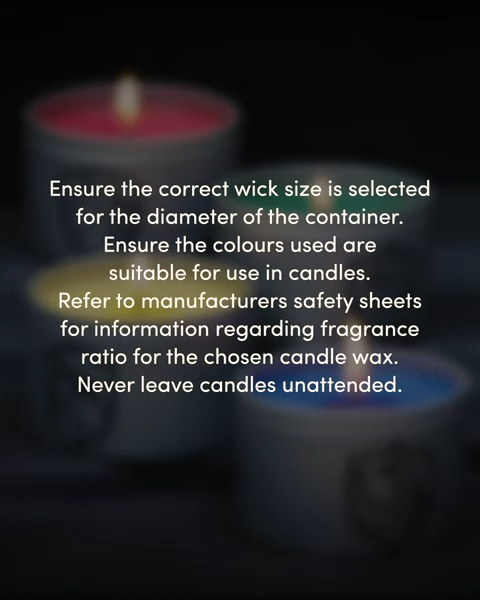 Ensure the correct wick size is selected
for the diameter of the container.
Ensure the colours used are
suitable for use in candles.
Refer to manufacturers safety sheets
for information regarding fragrance
ratio for the chosen candle wax.
Never leave candles unattended.